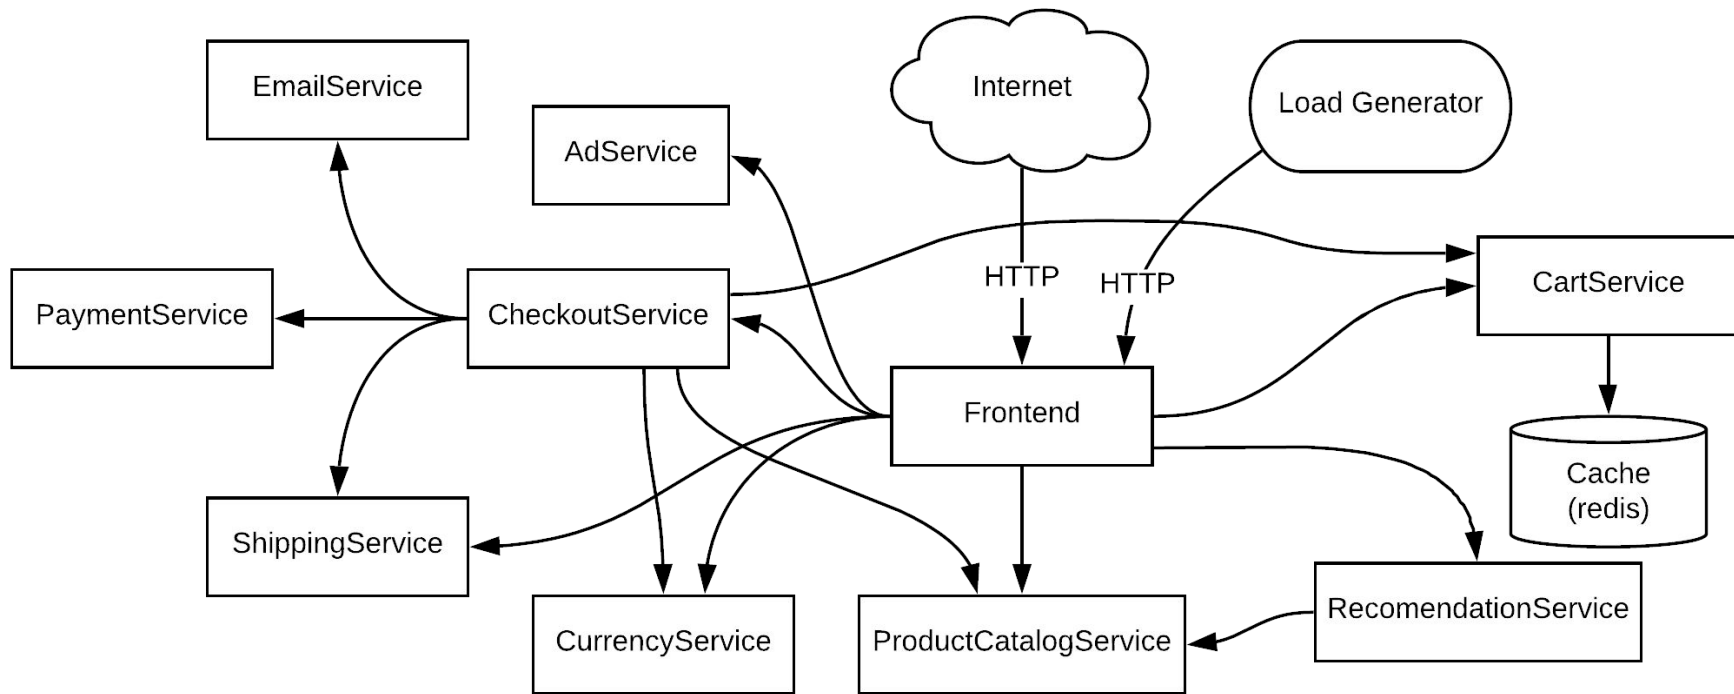 EmailService
Internet
Load Generator
AdService
HTTP
HTTP
CartService
PaymentService
CheckoutService
Frontend
Cache
(redis)
ShippingService
RecomendationService
CurrencyService
ProductCatalogService